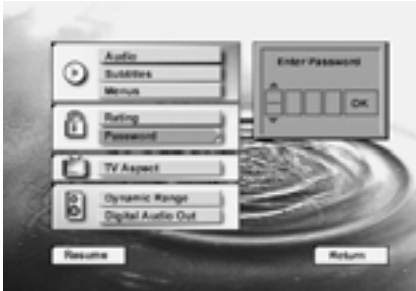 Audio
Subtitles
Menus
Rating
Password
TV Aspect
Dynamic Range
Digital Audio Out
Enter Password
OK
Resume
Return